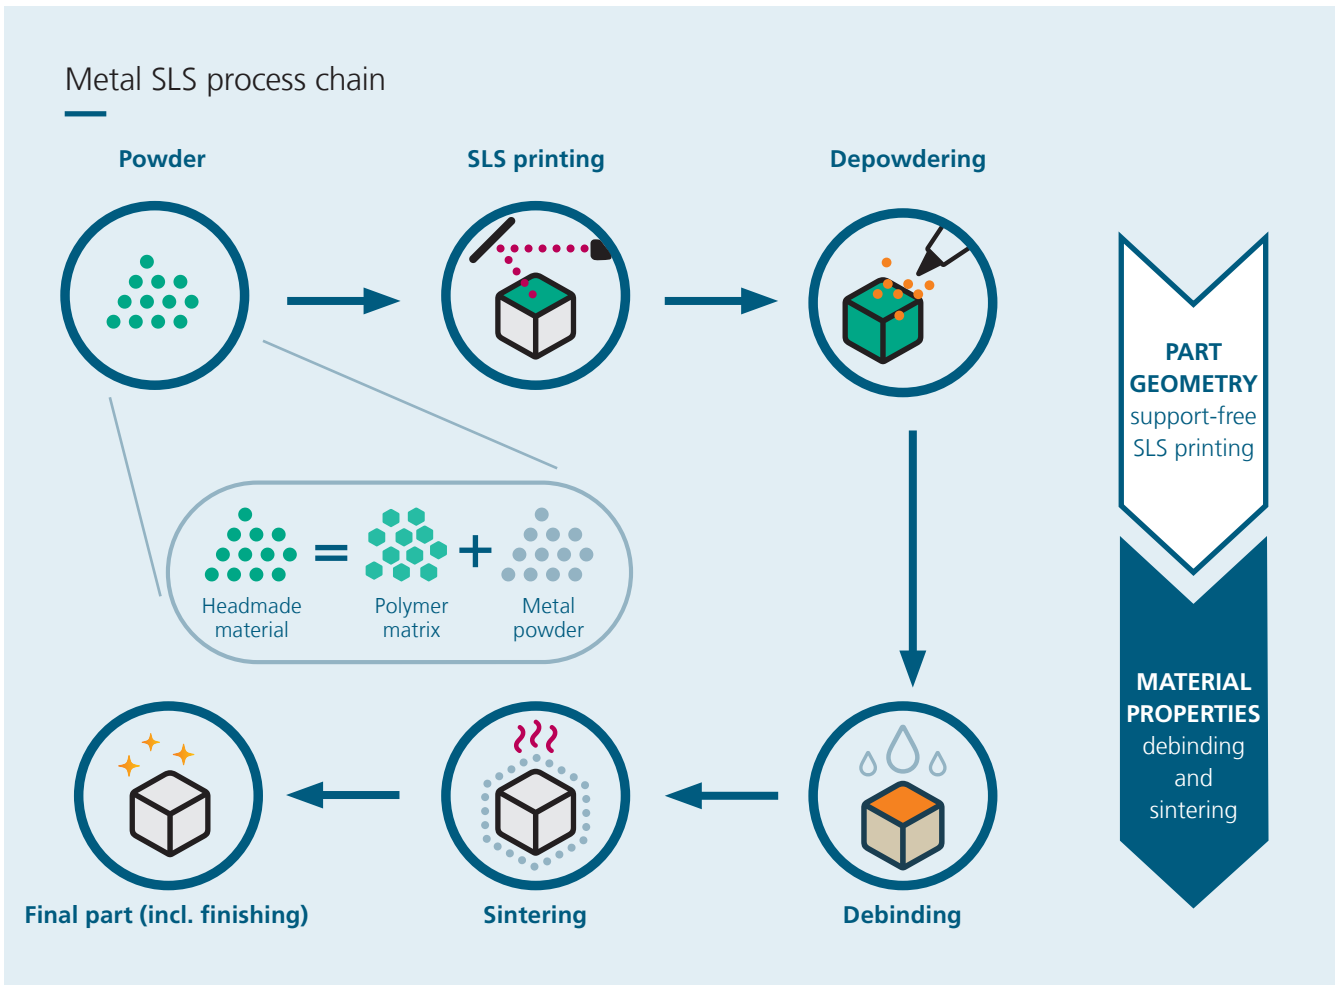 Metal SLS process chain
Powder
SLS printing
Depowdering
PART
GEOMETRY
support-free
SLS printing
=
+
Headmade
material
Polymer
matrix
Metal
powder
MATERIAL
PROPERTIES
debinding
and
sintering
Final part (incl. finishing)
Sintering
Debinding